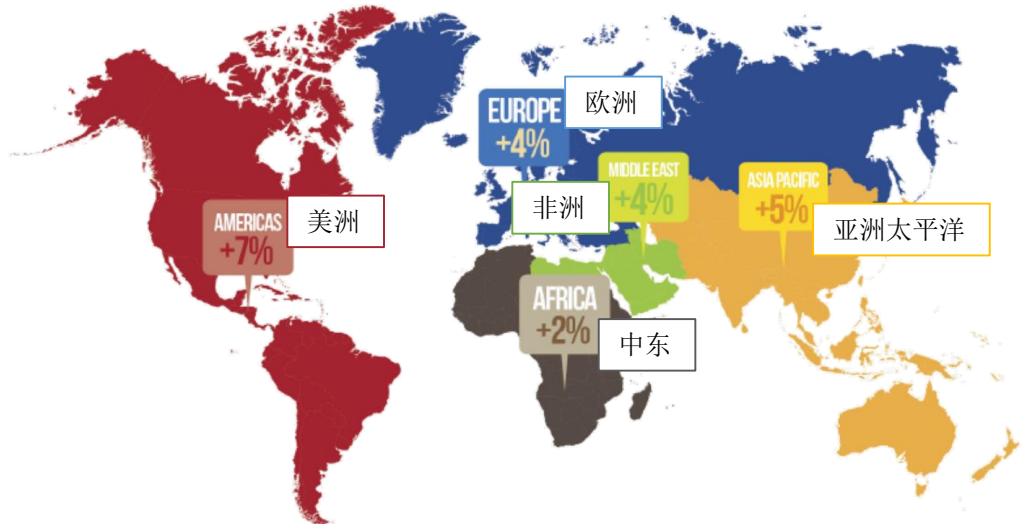 EUROPE
+4%
欧洲
MIDDLE EAST
+4%
非洲
ASIA PACIFIC
+5%
亚洲太平洋
AMERICAS
+7%
美洲
AFRICA
+2%
中东